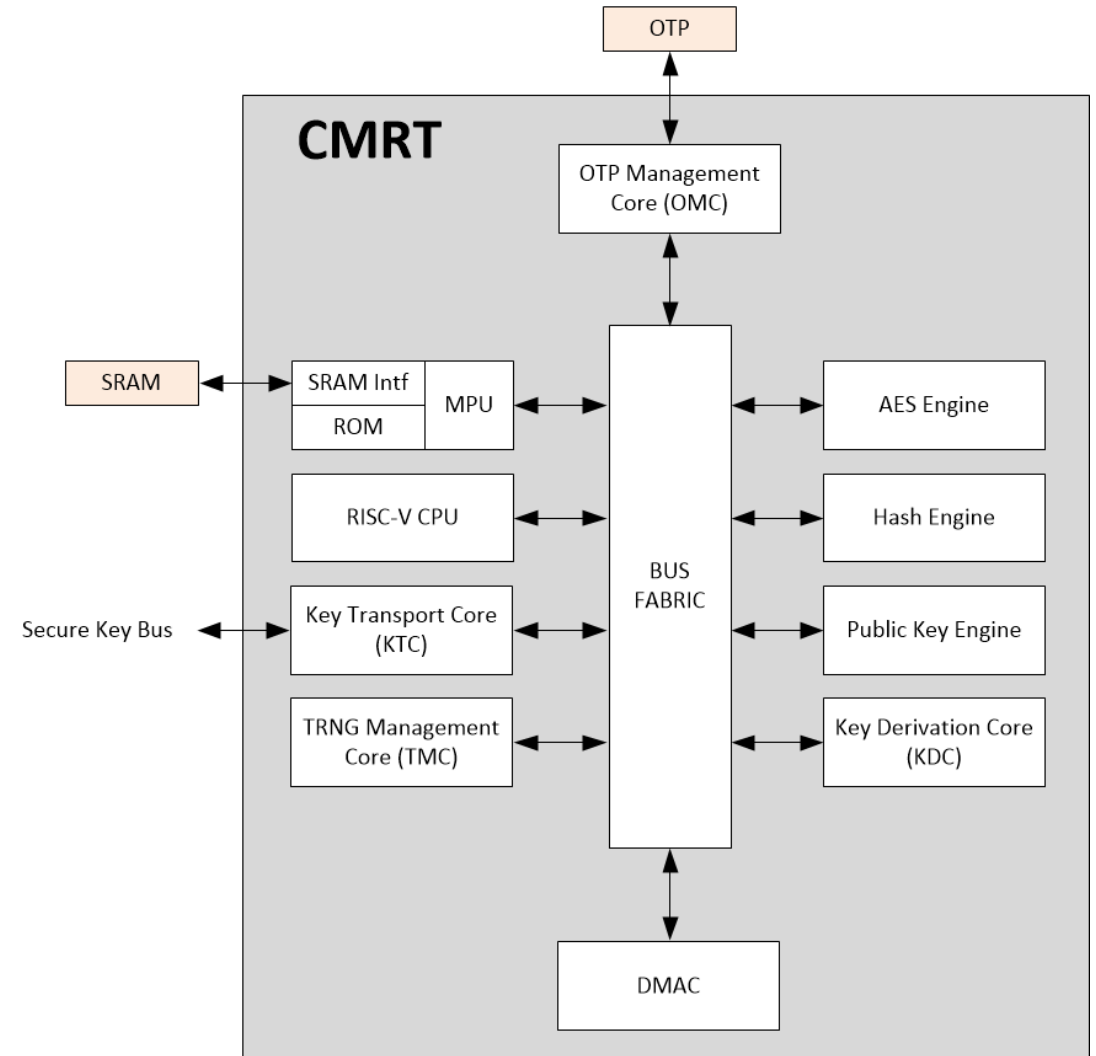 OTP
CMRT
OTP Management
Core (OMC)
SRAM
SRAM Intf
ROM
MPU
AES Engine
RISC-V CPU
Hash Engine
BUS
FABRIC
Secure Key Bus
Key Transport Core
(KTC)
Public Key Engine
TRNG Management
Core (TMC)
Key Derivation Core
(KDC)
DMAC